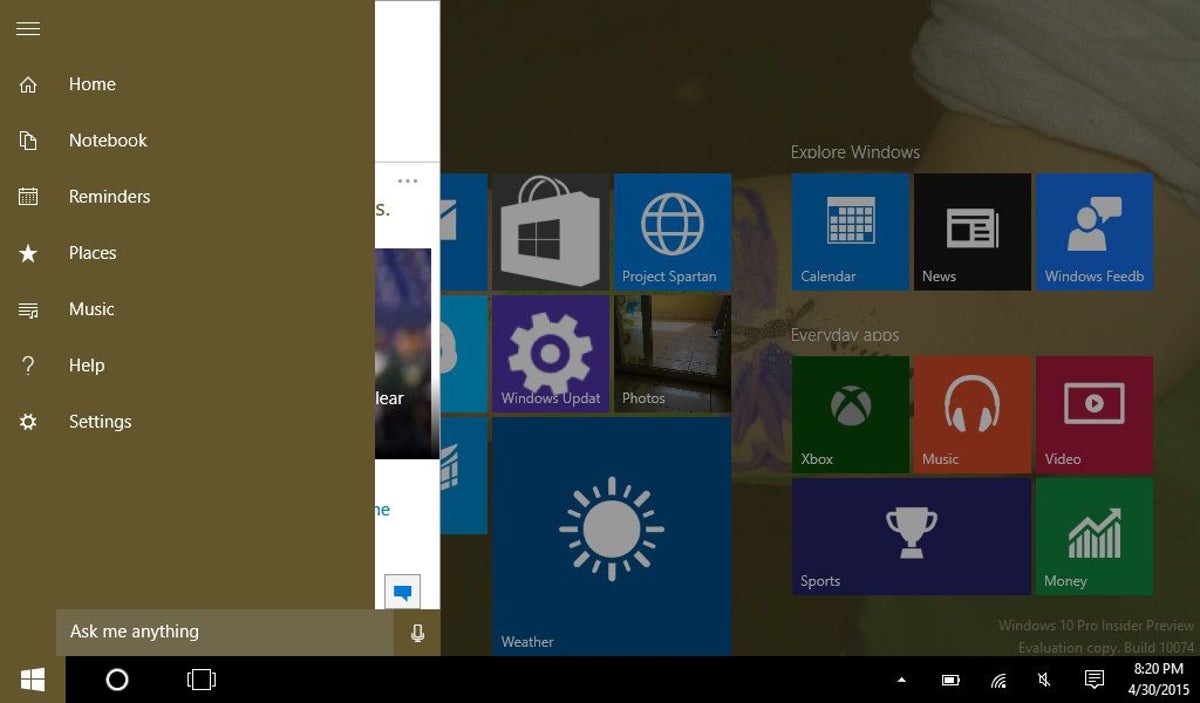 Home
Notebook
Reminders
Places
Music
Help
Settings
s.
lear
ne
Ask me anything
Project Spartan
Windows Updat
Photos
Weather
Explore Windows
Calendar
News
Windows Feedb
Everyday apps
Xbox
Music
Video
Sports
Money
Windows 10 Pro Insider Preview
Evaluation copy. Build 10074
8:20 PM
4/30/2015